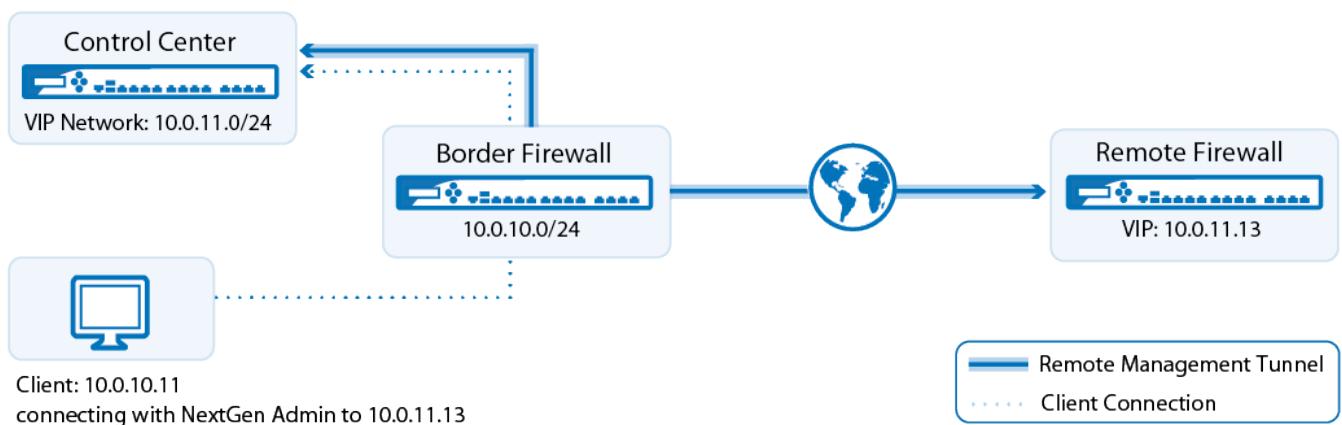 Control Center
VIP Network: 10.0.11.0/24
Border Firewall
10.0.10.0/24
Remote Firewall
VIP: 10.0.11.13
Client: 10.0.10.11
connecting with NextGen Admin to 10.0.11.13
Remote Management Tunnel
Client Connection